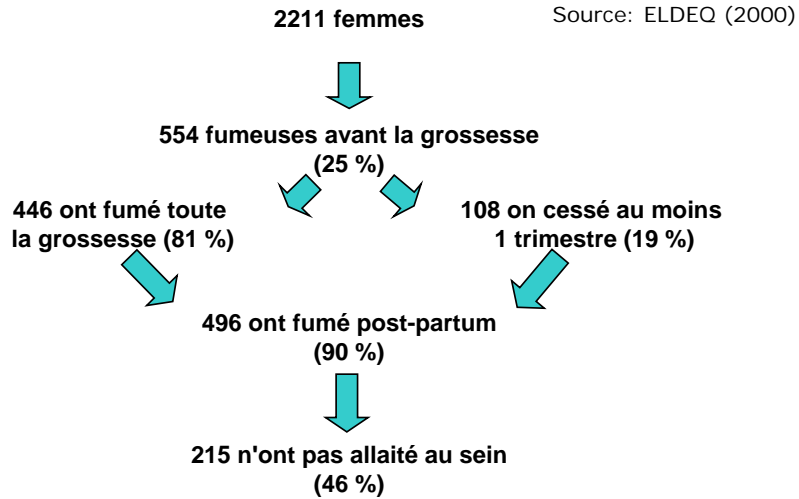 2211 femmes
Source: ELDEQ (2000)
554 fumeuses avant la grossesse
(25 %)
446 ont fumé toute
la grossesse (81 %)
108 on cessé au moins
1 trimestre (19 %)
496 ont fumé post-partum
(90 %)
215 n'ont pas allaité au sein
(46 %)